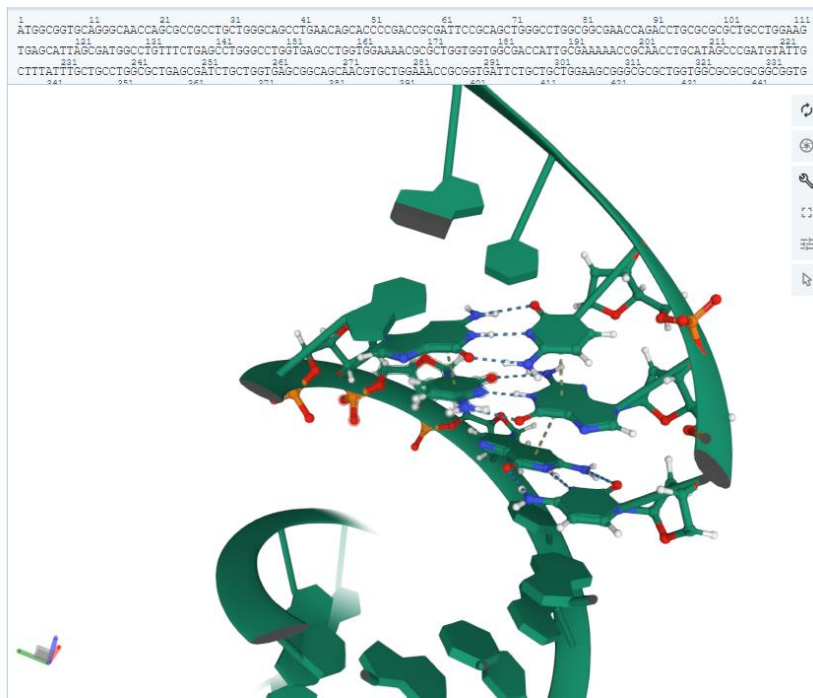 1 11 21 31 41 51 61 71 81 91 101 111
ATGGCGGTGCAGGGCAACCAGCGCCGCCTGCTGGGCAGCCTGAACAGCACCCCGACCGCGATTCCGCAGCTGGGCCTGGCGGCGAACCAGACCTGCGCGCGCTGCCTGGAAG
121 131 141 151 161 171 181 191 201 211 221
TGAGCATTAGCGATGGCCTGTTTCTGAGCCTGGGCCTGGTGAGCCTGGTGGAAAACGCGCTGGTGGTGGCGACCATTGCGAAAAACCGCAACCTGCATAGCCCGATGTATTG
231 241 251 261 271 281 291 301 311 321 331
CTTTATTTGCTGCCTGGCGCTGAGCGATCTGCTGGTGAGCGGCAGCAACGTGCTGGAAACCGCGGTGATTCTGCTGCTGGAAGCGGGCGCGCTGGTGGCGCGCGCGGCGGTG